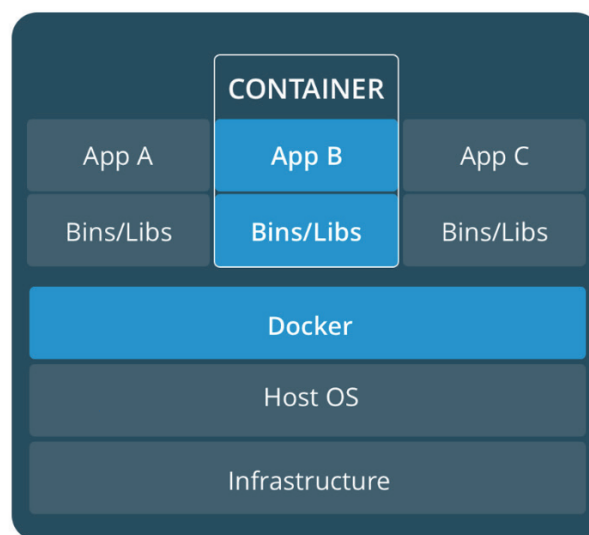 CONTAINER
App A
App B
App C
Bins/Libs
Bins/Libs
Bins/Libs
Docker
Host OS
Infrastructure